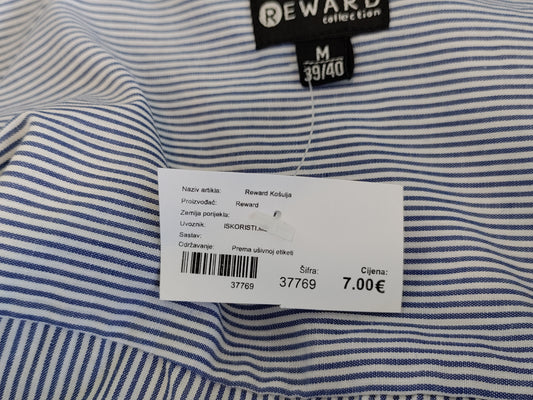 REWARD
collection
M
39/40
Naziv artikla: Reward Košulja
Proizvođač: Reward
Zemlja porijekla:
Uvoznik: ISKORISTI.
Sastav:
Održavanje: Prema ušivnoj etiketi
37769
Šifra:
37769
Cijena:
7.00€